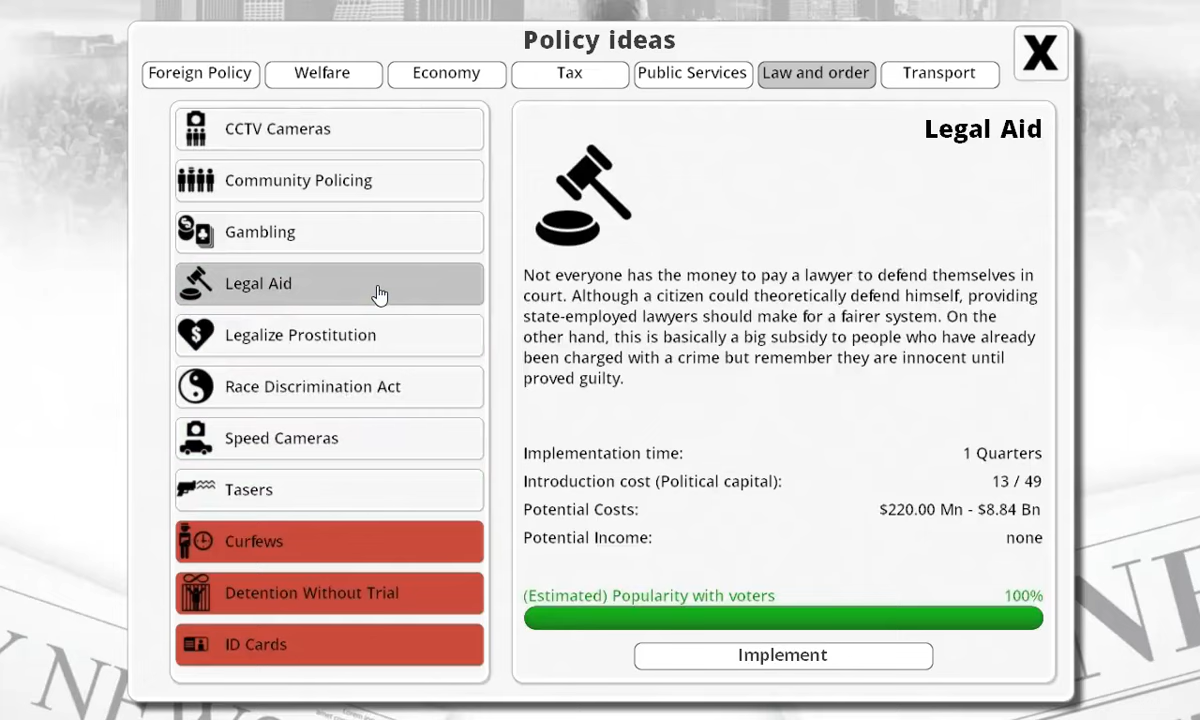 Policy ideas
X
Foreign Policy
Welfare
Economy
Tax
Public Services
Law and order
Transport
CCTV Cameras
Community Policing
Gambling
Legal Aid
Legalize Prostitution
Race Discrimination Act
Speed Cameras
Tasers
Curfews
Detention Without Trial
ID Cards
Legal Aid
Not everyone has the money to pay a lawyer to defend themselves in
court. Although a citizen could theoretically defend himself, providing
state-employed lawyers should make for a fairer system. On the
other hand, this is basically a big subsidy to people who have already
been charged with a crime but remember they are innocent until
proved guilty.
Implementation time: 1 Quarters
Introduction cost (Political capital): 13 / 49
Potential Costs: $220.00 Mn - $8.84 Bn
Potential Income: none
(Estimated) Popularity with voters 100%
Implement